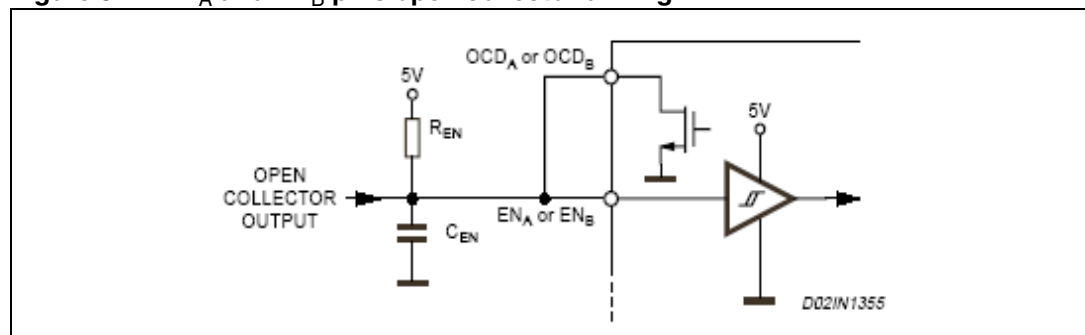 OCDA or OCDB
5V
REN
5V
OPEN
COLLECTOR
OUTPUT
ENA or ENB
CEN
D02IN1355